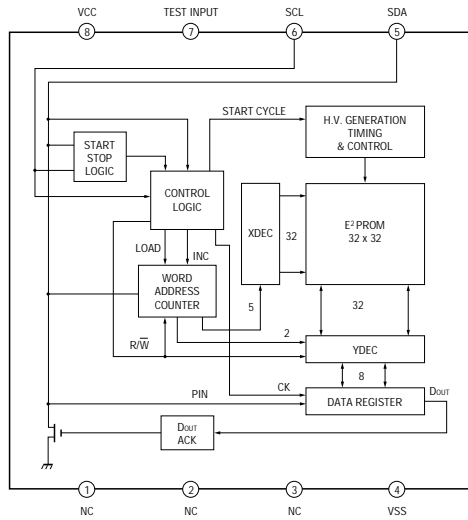 VCC
TEST INPUT
SCL
SDA
8
7
6
5
START CYCLE
H.V. GENERATION
TIMING
& CONTROL
START
STOP
LOGIC
CONTROL
LOGIC
XDEC
32
E² PROM
32 x 32
LOAD
INC
WORD
ADDRESS
COUNTER
5
32
R/W̅
2
YDEC
8
CK
PIN
DATA REGISTER
DOUT
DOUT
ACK
1
2
3
4
NC
NC
NC
VSS